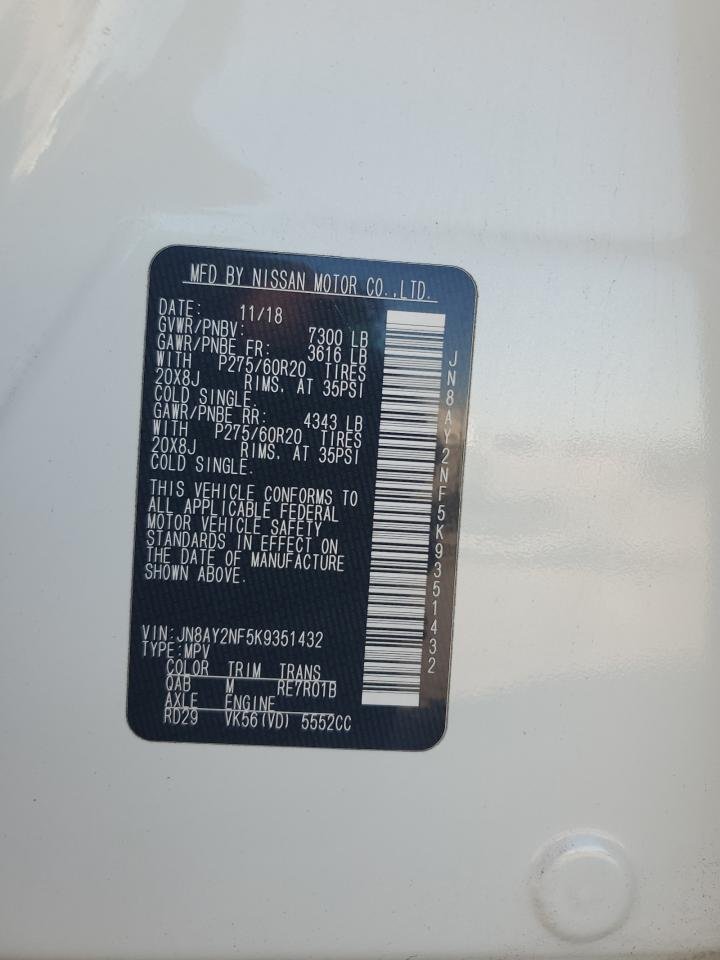 MFD BY NISSAN MOTOR CO.,LTD.
DATE: 11/18
GVWR/PNBV: 7300 LB
GAWR/PNBE FR: 3616 LB
WITH P275/60R20 TIRES
20X8J RIMS, AT 35PSI
COLD SINGLE.
GAWR/PNBE RR: 4343 LB
WITH P275/60R20 TIRES
20X8J RIMS, AT 35PSI
COLD SINGLE.
THIS VEHICLE CONFORMS TO
ALL APPLICABLE FEDERAL
MOTOR VEHICLE SAFETY
STANDARDS IN EFFECT ON
THE DATE OF MANUFACTURE
SHOWN ABOVE.
VIN:JN8AY2NF5K9351432
TYPE:MPV
COLOR TRIM TRANS
QAB M RE7R01B
AXLE ENGINE
RD29 VK56(VD) 5552CC
JN8AY2NF5K9351432